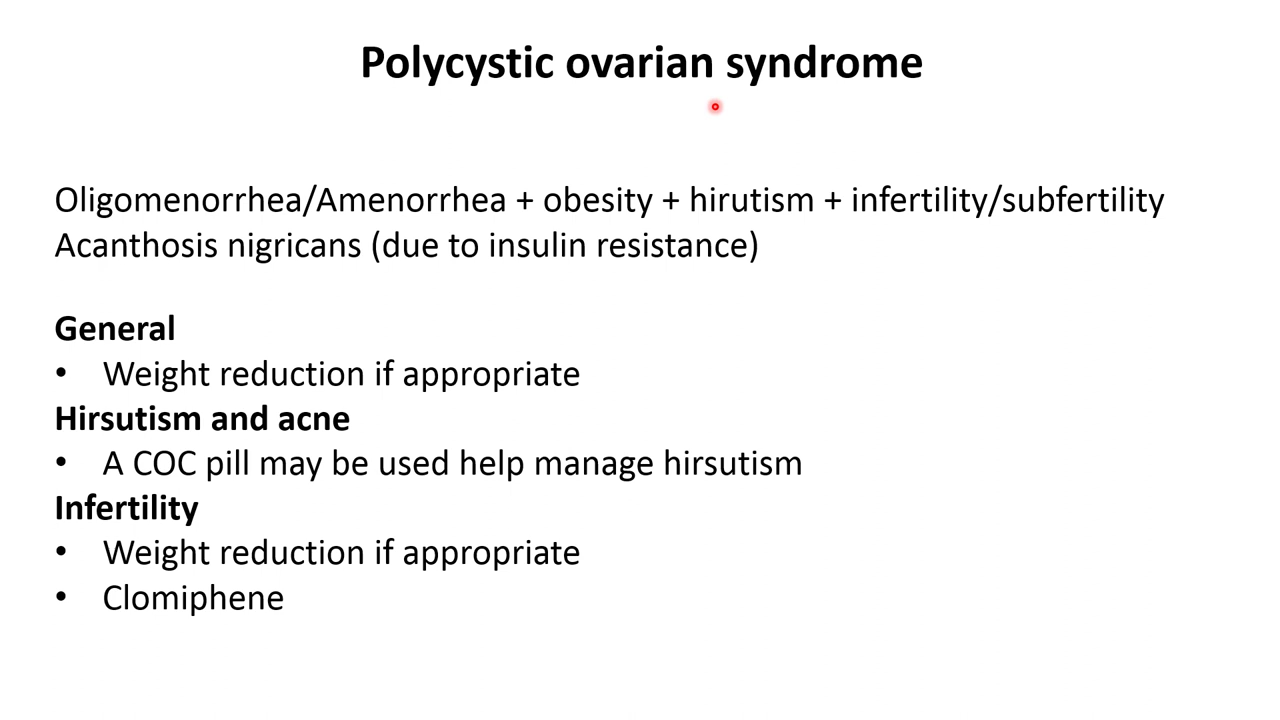 Polycystic ovarian syndrome
Oligomenorrhea/Amenorrhea + obesity + hirutism + infertility/subfertility
Acanthosis nigricans (due to insulin resistance)
General
• Weight reduction if appropriate
Hirsutism and acne
• A COC pill may be used help manage hirsutism
Infertility
• Weight reduction if appropriate
• Clomiphene